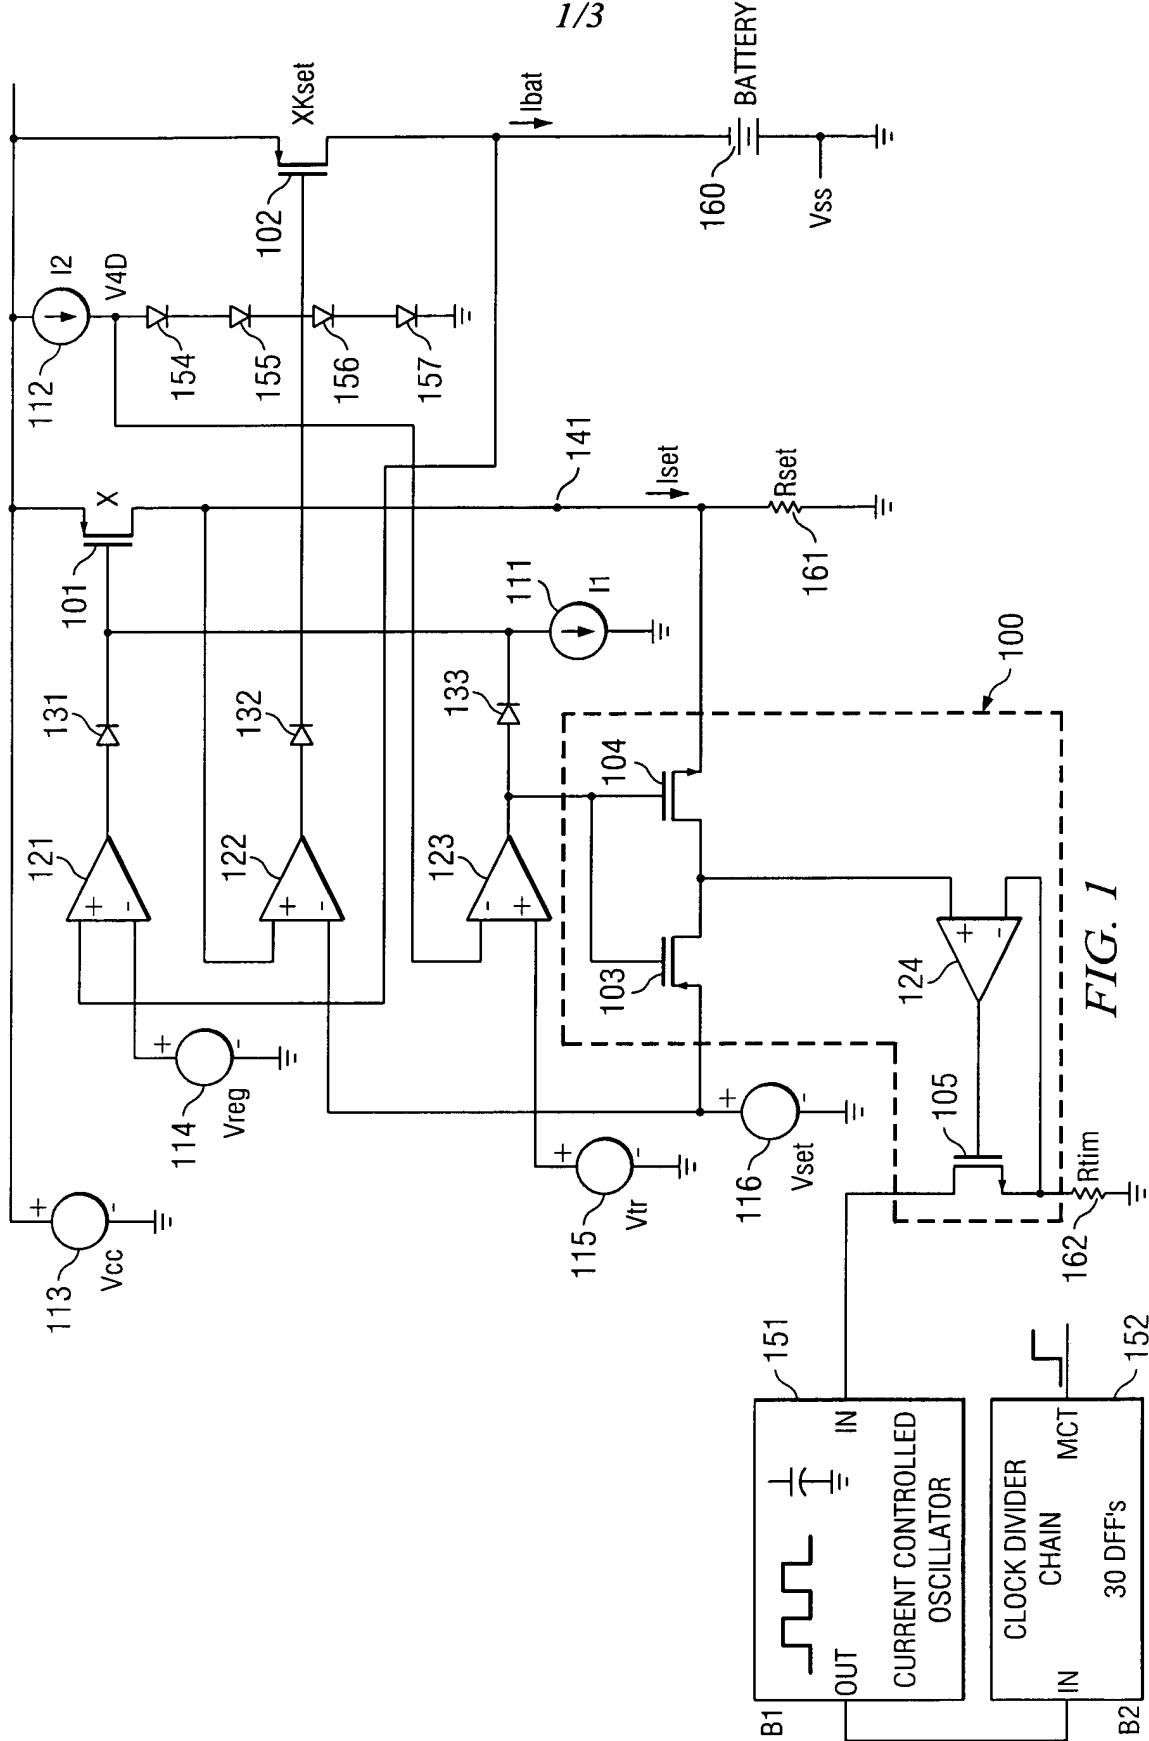 1/3
BATTERY
XKset
Ibat
160
Vss
102
I2
V4D
112
154
155
156
157
X
141
Iset
Rset
101
161
111
I1
100
131
132
133
104
121
+
-
122
+
-
123
-
+
103
124
+
-
FIG. 1
+
-
114
Vreg
105
+
-
116
Vset
+
-
115
Vtr
Rtim
162
+
-
113
Vcc
151
152
IN
CURRENT CONTROLLED
OSCILLATOR
OUT
B1
MCT
CLOCK DIVIDER
CHAIN
30 DFF's
IN
B2